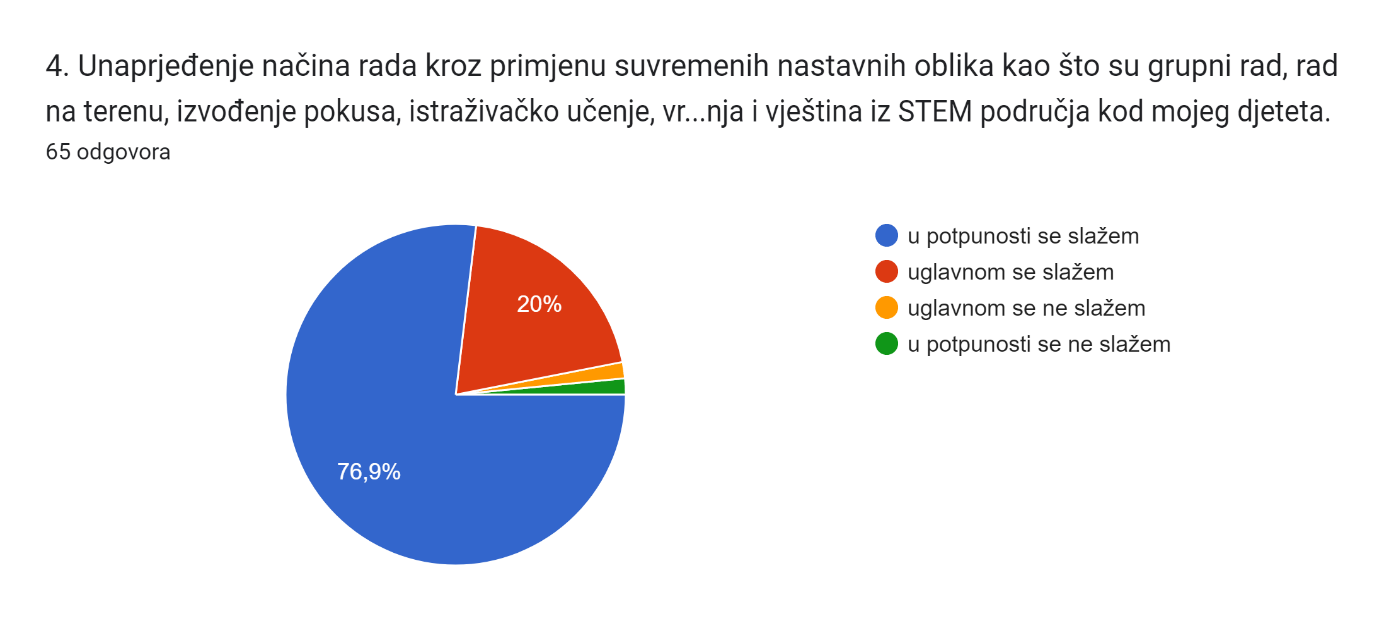 4. Unaprjeđenje načina rada kroz primjenu suvremenih nastavnih oblika kao što su grupni rad, rad
na terenu, izvođenje pokusa, istraživačko učenje, vr...nja i vještina iz STEM područja kod mojeg djeteta.
65 odgovora
u potpunosti se slažem
uglavnom se slažem
uglavnom se ne slažem
u potpunosti se ne slažem
20%
76,9%